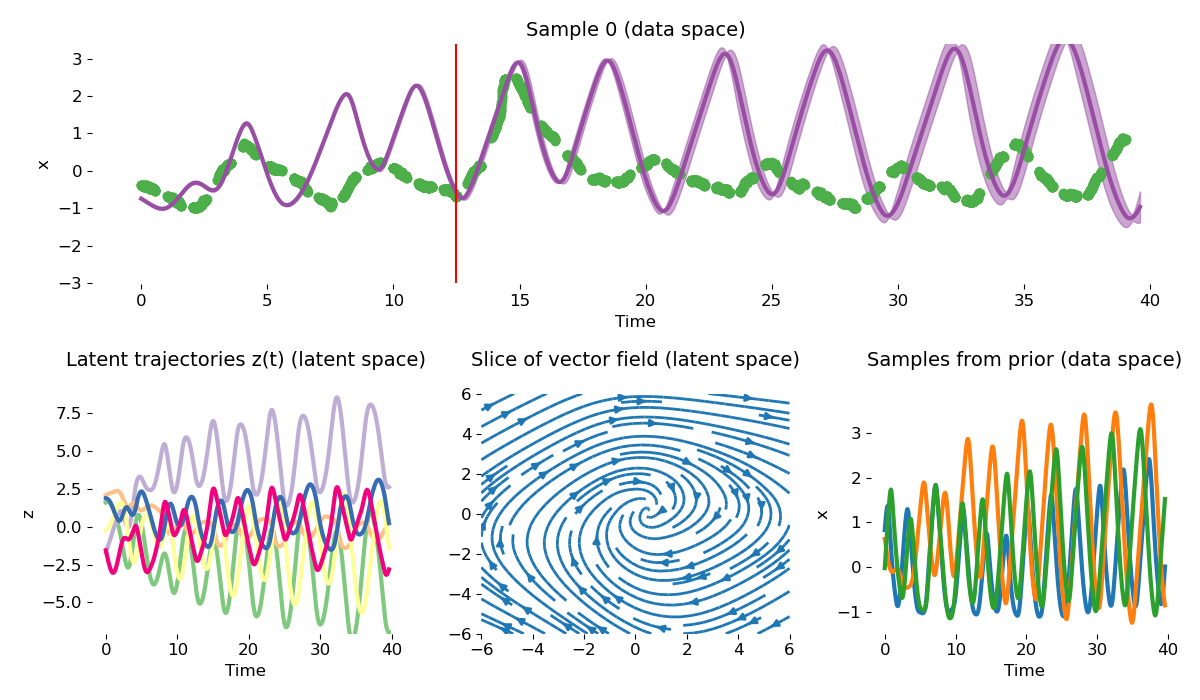 Sample 0 (data space)
x
3
2
1
0
−1
−2
−3
0 5 10 15 20 25 30 35 40
Time
Latent trajectories z(t) (latent space)
z
7.5
5.0
2.5
0.0
−2.5
−5.0
0 10 20 30 40
Time
Slice of vector field (latent space)
6
4
2
0
−2
−4
−6
−6 −4 −2 0 2 4 6
Samples from prior (data space)
x
3
2
1
0
−1
0 10 20 30 40
Time